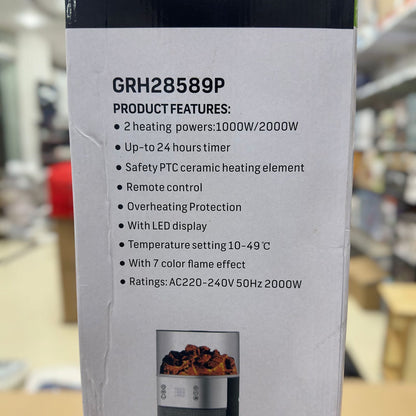 GRH28589P
PRODUCT FEATURES:
• 2 heating powers:1000W/2000W
• Up-to 24 hours timer
• Safety PTC ceramic heating element
• Remote control
• Overheating Protection
• With LED display
• Temperature setting 10-49℃
• With 7 color flame effect
• Ratings: AC220-240V 50Hz 2000W